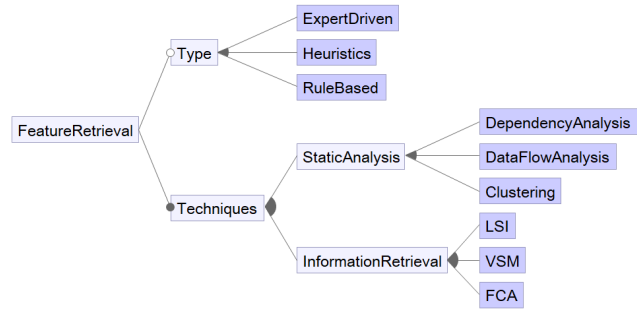 ExpertDriven
Type
Heuristics
RuleBased
FeatureRetrieval
DependencyAnalysis
StaticAnalysis
DataFlowAnalysis
Clustering
Techniques
LSI
InformationRetrieval
VSM
FCA